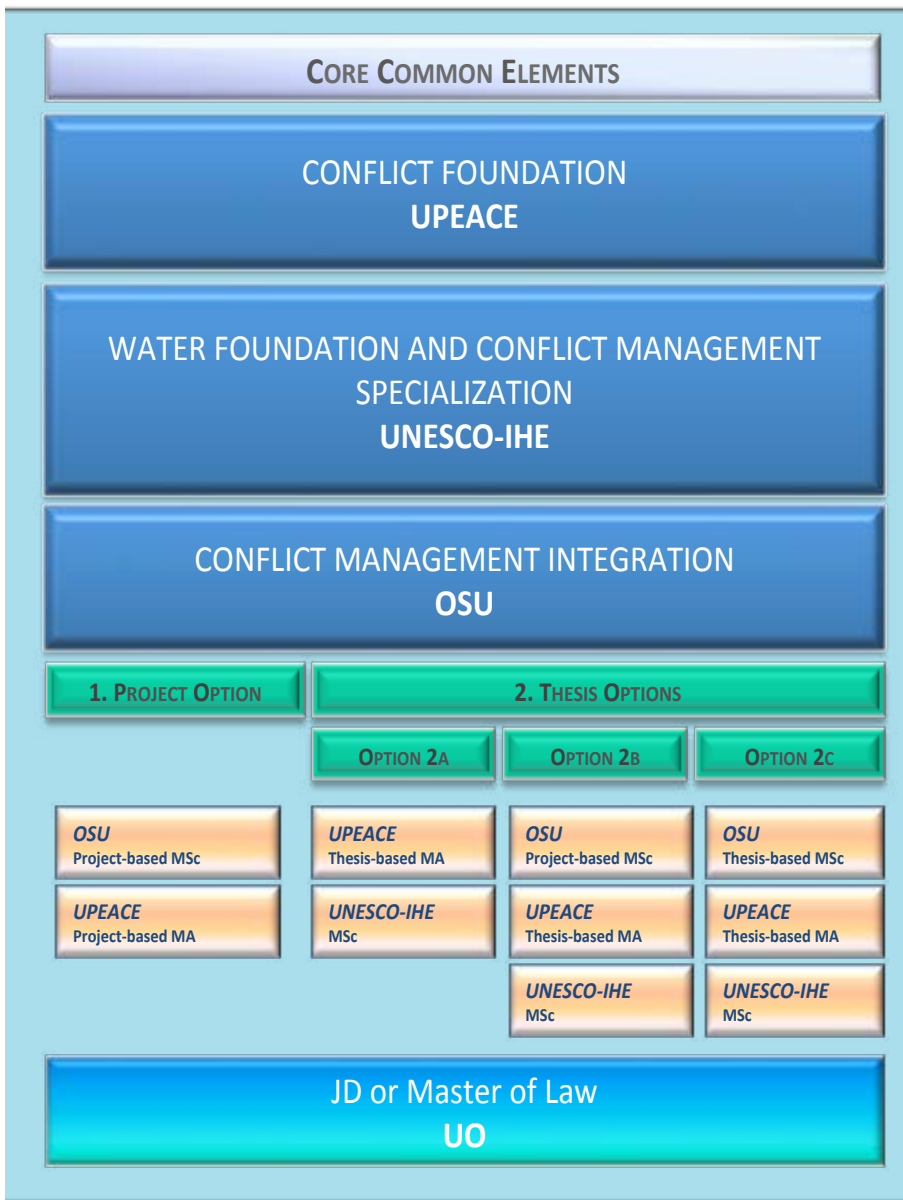 CORE COMMON ELEMENTS
CONFLICT FOUNDATION
UPEACE
WATER FOUNDATION AND CONFLICT MANAGEMENT
SPECIALIZATION
UNESCO-IHE
CONFLICT MANAGEMENT INTEGRATION
OSU
1. PROJECT OPTION
2. THESIS OPTIONS
OPTION 2A
OPTION 2B
OPTION 2C
OSU
Project-based MSc
UPEACE
Project-based MA
UPEACE
Thesis-based MA
UNESCO-IHE
MSc
OSU
Project-based MSc
UPEACE
Thesis-based MA
UNESCO-IHE
MSc
OSU
Thesis-based MSc
UPEACE
Thesis-based MA
UNESCO-IHE
MSc
JD or Master of Law
UO